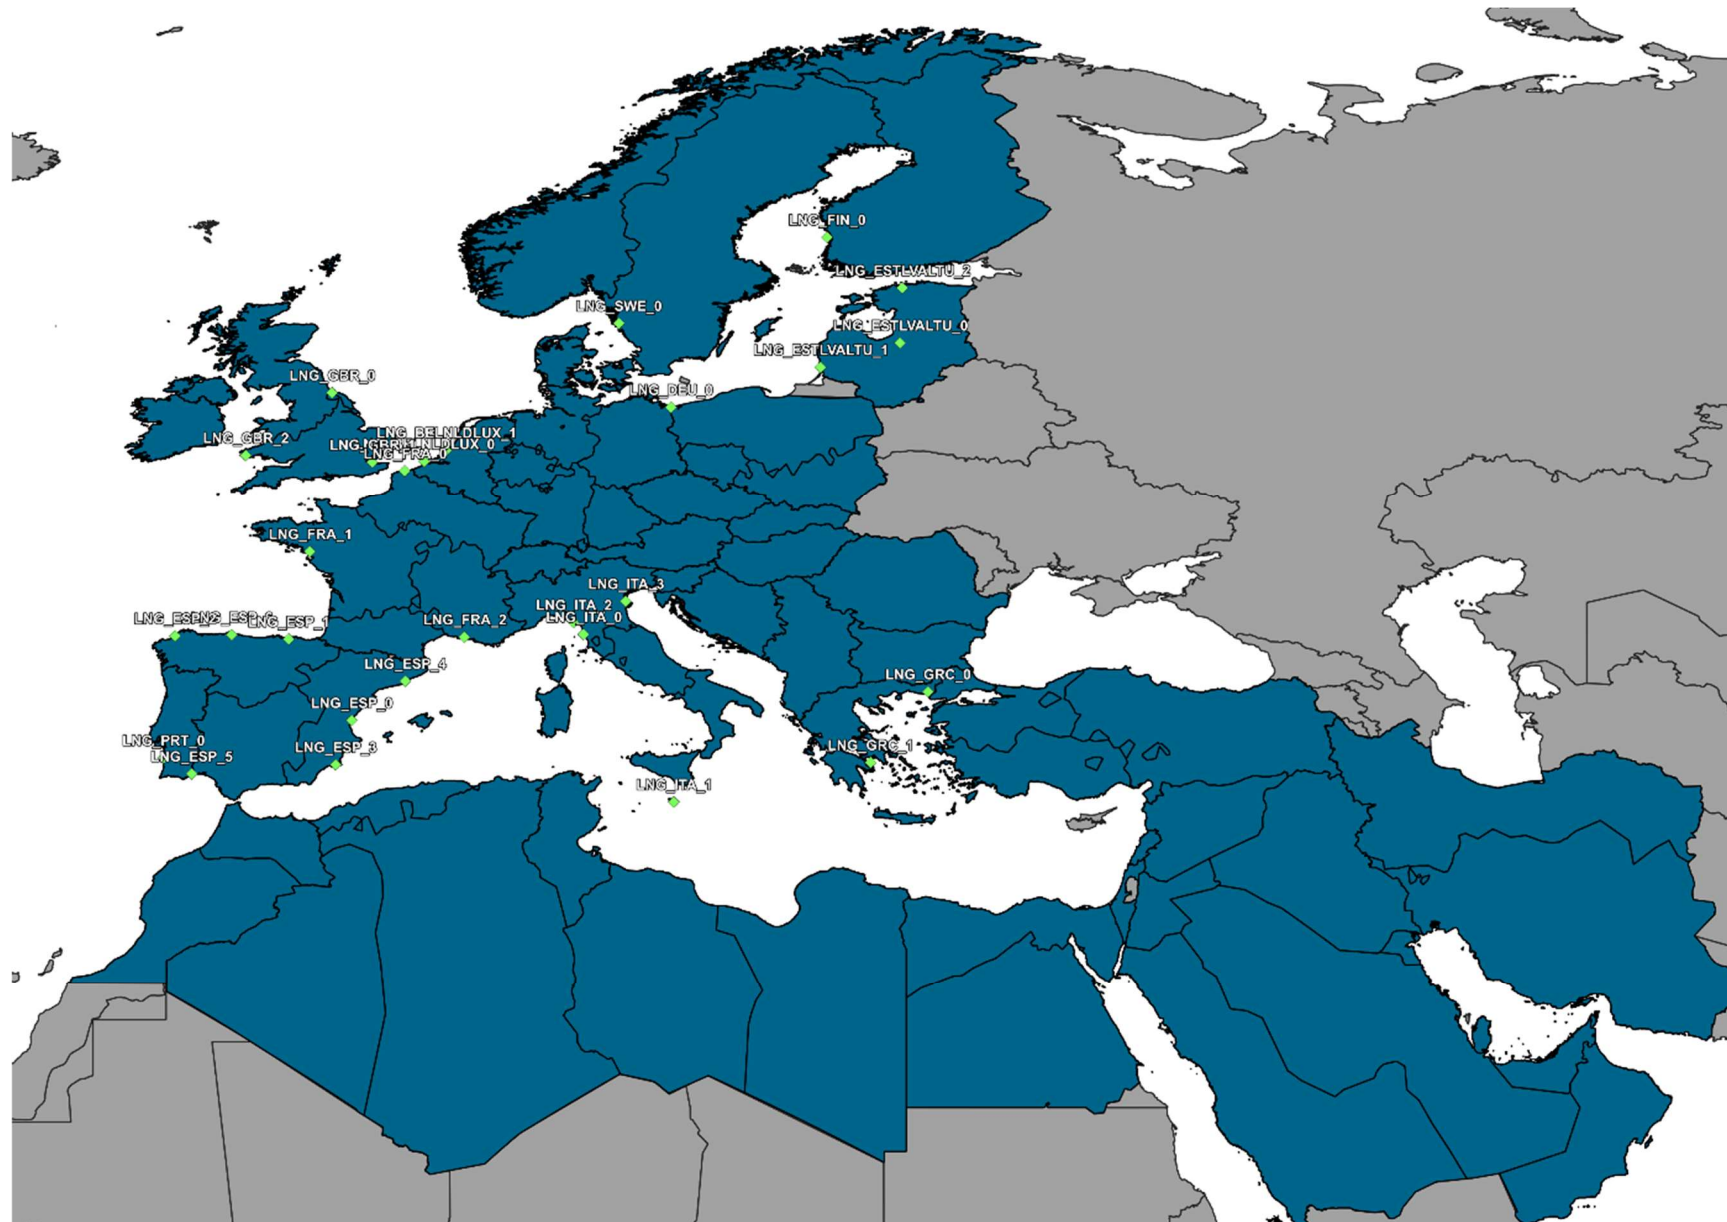 LNG_FIN_0
LNG_ESTLVALTU_2
LNG_SWE_0
LNG_ESTLVALTU_0
LNG_ESTLVALTU_1
LNG_GBR_0
LNG_DEU_0
LNG_BELNLDLUX_1
LNG_GBR_2
LNG_FRA_0
LNG_FRA_1
LNG_ITA_3
LNG_ITA_2
LNG_ESP_1
LNG_FRA_2
LNG_ITA_0
LNG_ESP_4
LNG_GRC_0
LNG_ESP_0
LNG_PRT_0
LNG_ESP_3
LNG_ESP_5
LNG_GRC_1
LNG_ITA_1